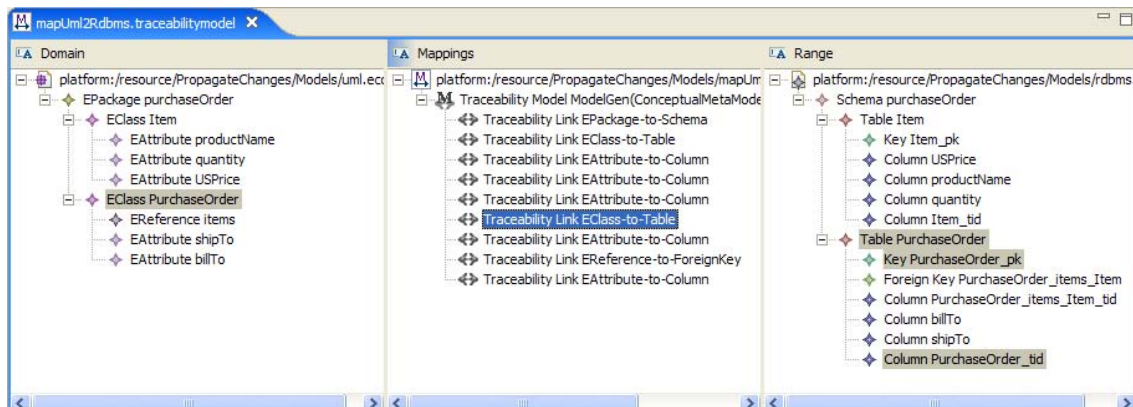 mapUml2Rdbms.traceabilitymodel
Domain
platform:/resource/PropagateChanges/Models/uml.ecc
EPackage purchaseOrder
EClass Item
EAttribute productName
EAttribute quantity
EAttribute USPrice
EClass PurchaseOrder
EReference items
EAttribute shipTo
EAttribute billTo
Mappings
platform:/resource/PropagateChanges/Models/mapUm
Traceability Model ModelGen(ConceptualMetaMode
Traceability Link EPackage-to-Schema
Traceability Link EClass-to-Table
Traceability Link EAttribute-to-Column
Traceability Link EAttribute-to-Column
Traceability Link EAttribute-to-Column
Traceability Link EClass-to-Table
Traceability Link EAttribute-to-Column
Traceability Link EReference-to-ForeignKey
Traceability Link EAttribute-to-Column
Range
platform:/resource/PropagateChanges/Models/rdbms
Schema purchaseOrder
Table Item
Key Item_pk
Column USPrice
Column productName
Column quantity
Column Item_tid
Table PurchaseOrder
Key PurchaseOrder_pk
Foreign Key PurchaseOrder_items_Item
Column PurchaseOrder_items_Item_tid
Column billTo
Column shipTo
Column PurchaseOrder_tid